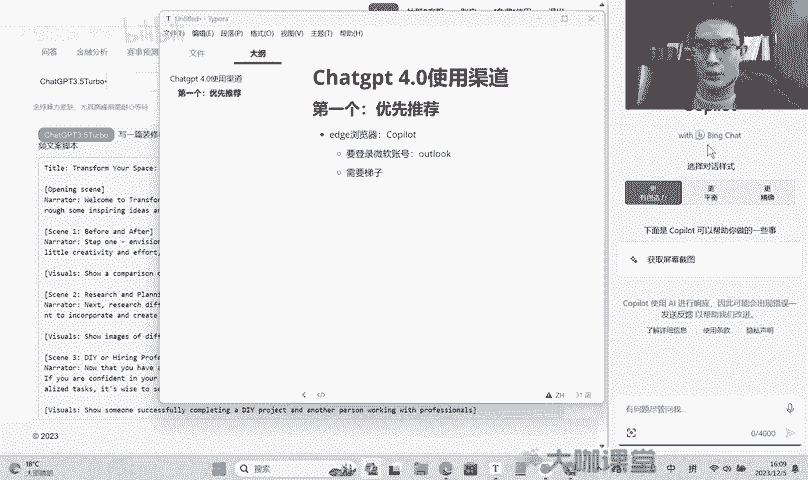 bilibili
Untitled• - Typora
文件(F) 编辑(E) 段落(P) 格式(O) 视图(V) 主题(T) 帮助(H)
问答 金融分析 赛事预测
文件 大纲
ChatGPT3.5Turbo
Chatgpt 4.0使用渠道
第一个：优先推荐
Chatgpt 4.0使用渠道
第一个：优先推荐
edge浏览器：Copilot
要登录微软账号：outlook
需要梯子
ChatGPT3.5Turbo 写一篇装修
频文案脚本
Title: Transform Your Space:
[Opening scene]
Narrator: Welcome to Transfor
rough some inspiring ideas a
[Scene 1: Before and After]
Narrator: Step one - envision
little creativity and effort,
[Visuals: Show a comparison o
[Scene 2: Research and Planni
Narrator: Next, research diff
nt to incorporate and create
[Visuals: Show images of diff
[Scene 3: DIY or Hiring Profe
Narrator: Now that you have a
If you are confident in your
alized tasks, it's wise to se
[Visuals: Show someone successfully completing a DIY project and another person working with professionals]
© 2023
ZH 31 词
Copilot
with Bing Chat
选择对话样式
更
有创造力
更
平衡
更
精确
下面是 Copilot 可以帮助你做的一些事
获取屏幕截图
Copilot 使用 AI 进行响应，因此可能会出现错误—
发送反馈 以帮助我们改进。
了解详细信息 使用条款 隐私声明
有问题尽管问我...
0/4000
大咖课堂
18°C
大部晴朗
搜索
中 拼
16:09
2023/12/5